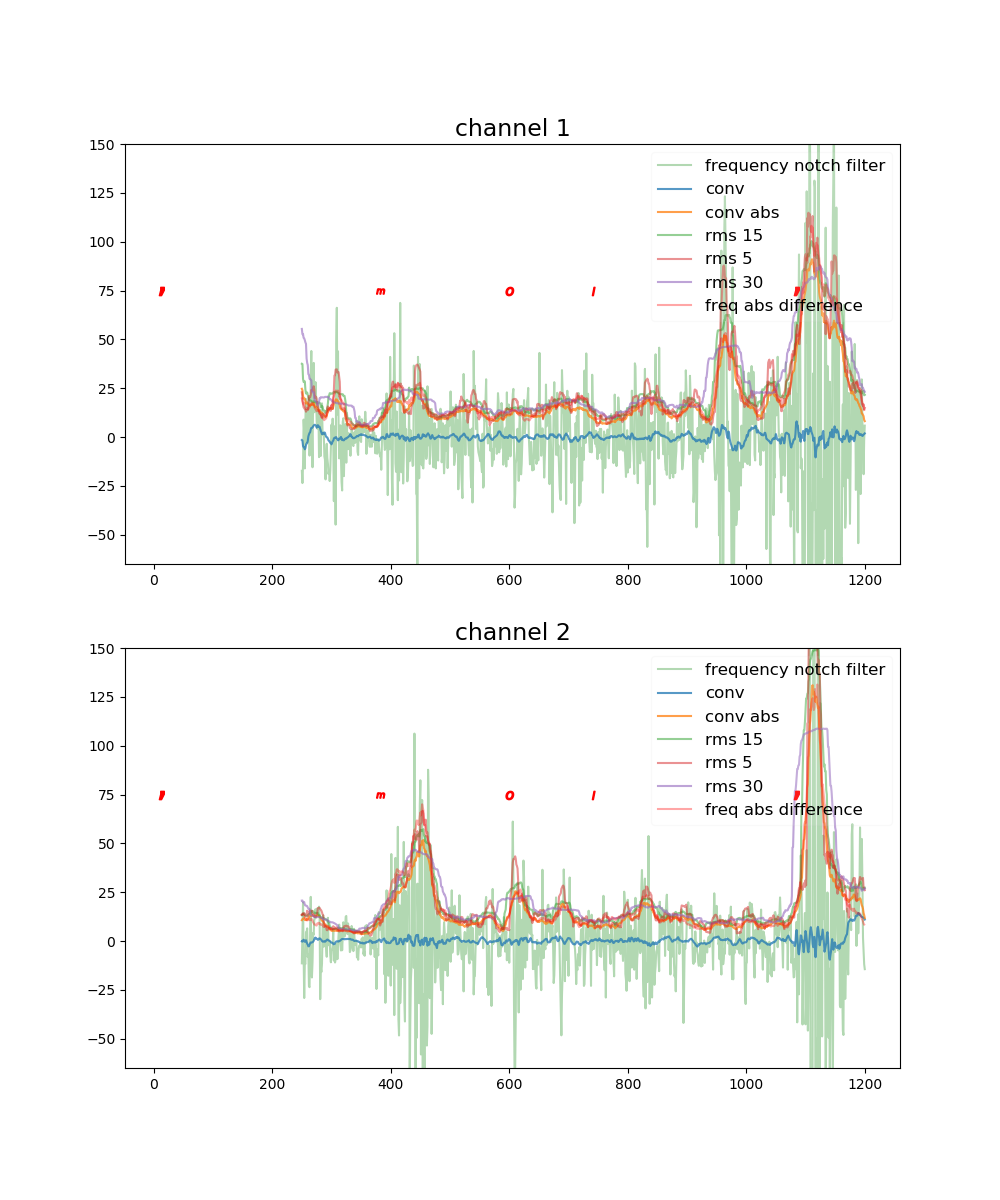 channel 1
150
125
100
75
50
25
0
−25
−50
frequency notch filter
conv
conv abs
rms 15
rms 5
rms 30
freq abs difference
, m o l ,
0 200 400 600 800 1000 1200
channel 2
150
125
100
75
50
25
0
−25
−50
frequency notch filter
conv
conv abs
rms 15
rms 5
rms 30
freq abs difference
, m o l ,
0 200 400 600 800 1000 1200